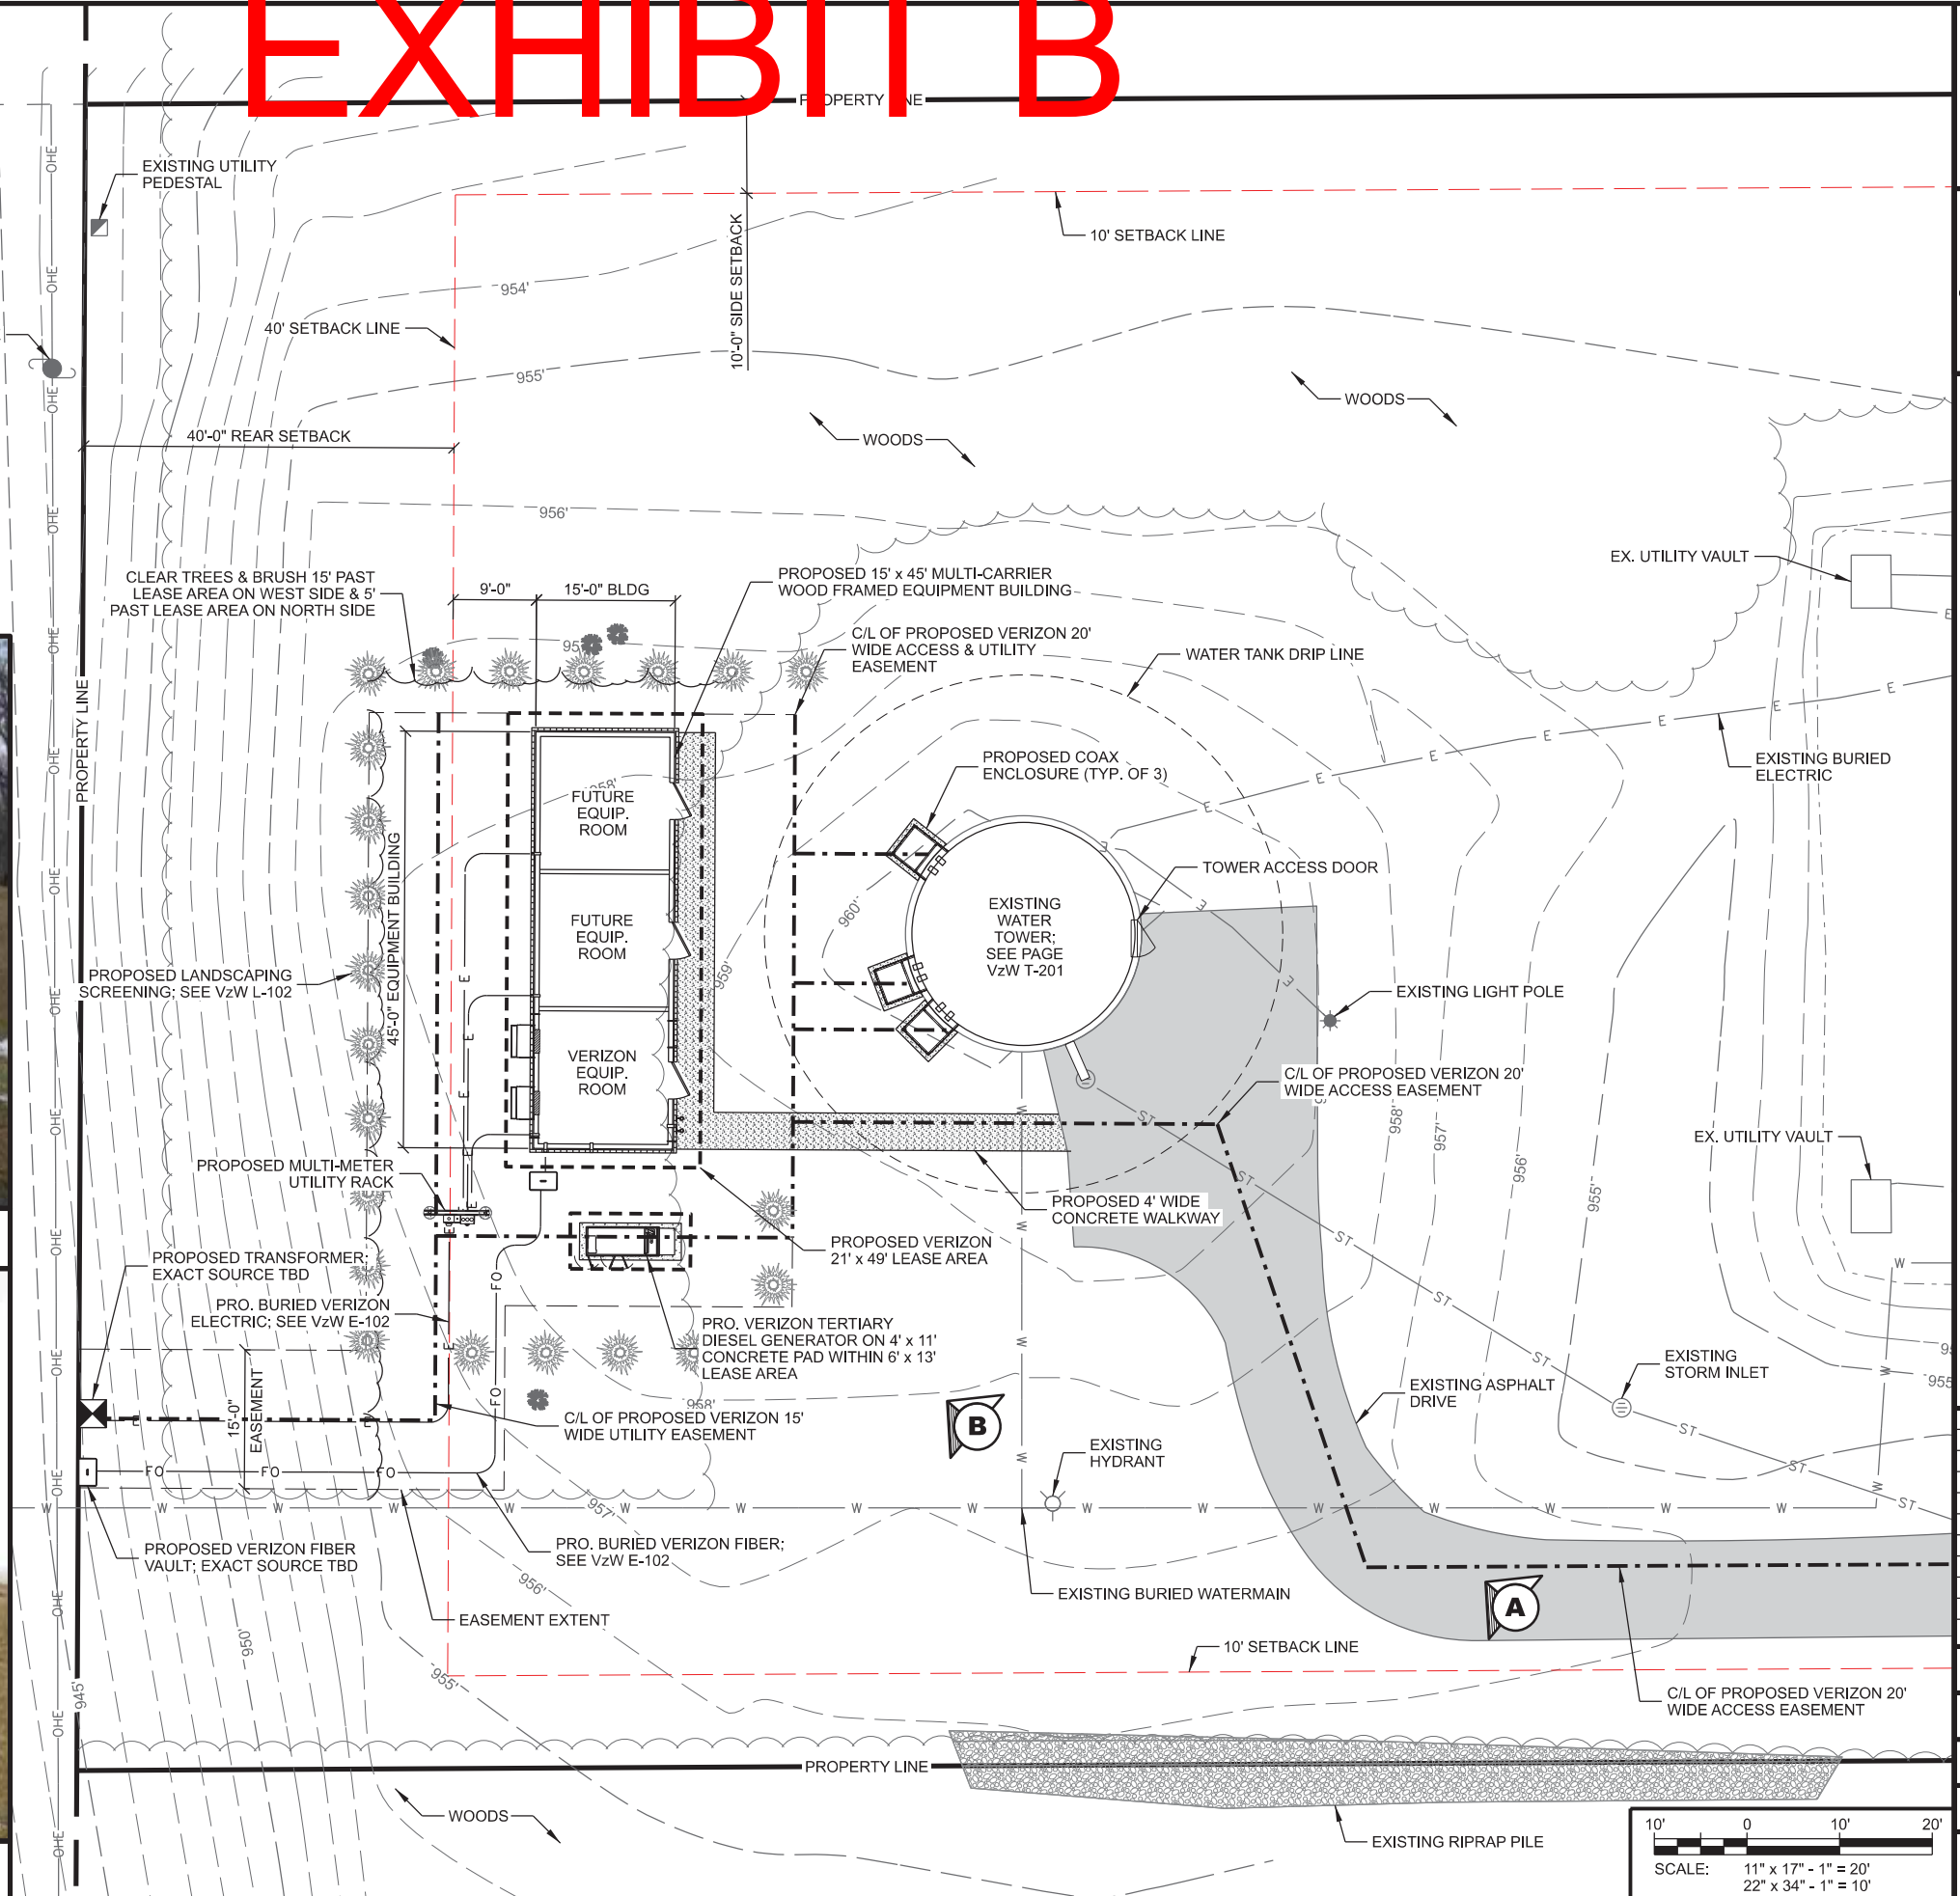 EXHIBIT B
PROPERTY LINE
EXISTING UTILITY
PEDESTAL
10' SETBACK LINE
10'-0" SIDE SETBACK
954'
40' SETBACK LINE
955'
WOODS
WOODS
40'-0" REAR SETBACK
956'
EX. UTILITY VAULT
CLEAR TREES & BRUSH 15' PAST
LEASE AREA ON WEST SIDE & 5'
PAST LEASE AREA ON NORTH SIDE
9'-0"
15'-0" BLDG
PROPOSED 15' x 45' MULTI-CARRIER
WOOD FRAMED EQUIPMENT BUILDING
C/L OF PROPOSED VERIZON 20'
WIDE ACCESS & UTILITY
EASEMENT
WATER TANK DRIP LINE
PROPERTY LINE
EXISTING BURIED
ELECTRIC
PROPOSED COAX
ENCLOSURE (TYP. OF 3)
958'
FUTURE
EQUIP.
ROOM
45'-0" EQUIPMENT BUILDING
TOWER ACCESS DOOR
960'
EXISTING
WATER
TOWER;
SEE PAGE
VzW T-201
FUTURE
EQUIP.
ROOM
959'
PROPOSED LANDSCAPING
SCREENING; SEE VzW L-102
EXISTING LIGHT POLE
VERIZON
EQUIP.
ROOM
C/L OF PROPOSED VERIZON 20'
WIDE ACCESS EASEMENT
958'
957'
956'
955'
EX. UTILITY VAULT
PROPOSED MULTI-METER
UTILITY RACK
PROPOSED 4' WIDE
CONCRETE WALKWAY
PROPOSED VERIZON
21' x 49' LEASE AREA
PROPOSED TRANSFORMER;
EXACT SOURCE TBD
PRO. BURIED VERIZON
ELECTRIC; SEE VzW E-102
PRO. VERIZON TERTIARY
DIESEL GENERATOR ON 4' x 11'
CONCRETE PAD WITHIN 6' x 13'
LEASE AREA
EXISTING
STORM INLET
EXISTING ASPHALT
DRIVE
955
15'-0"
EASEMENT
958'
C/L OF PROPOSED VERIZON 15'
WIDE UTILITY EASEMENT
B
EXISTING
HYDRANT
FO FO FO
FO
FO
OHE
E
W
ST
957'
PROPOSED VERIZON FIBER
VAULT; EXACT SOURCE TBD
PRO. BURIED VERIZON FIBER;
SEE VzW E-102
956'
EXISTING BURIED WATERMAIN
A
EASEMENT EXTENT
950'
945'
955'
10' SETBACK LINE
C/L OF PROPOSED VERIZON 20'
WIDE ACCESS EASEMENT
PROPERTY LINE
WOODS
EXISTING RIPRAP PILE
10' 0 10' 20'
SCALE: 11" x 17" - 1" = 20'
22" x 34" - 1" = 10'